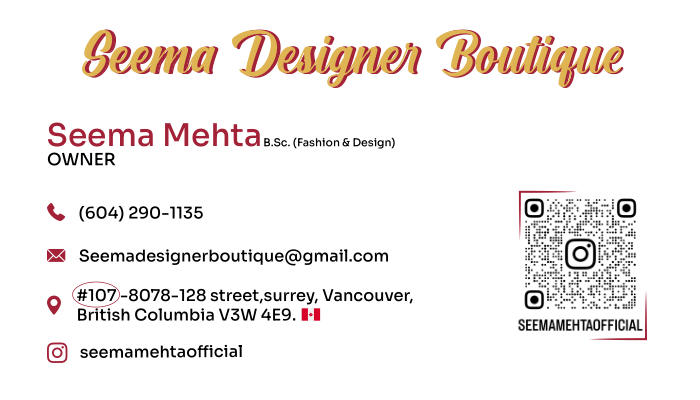 Seema Designer Boutique
Seema Mehta B.Sc. (Fashion & Design)
OWNER
(604) 290-1135
Seemadesignerboutique@gmail.com
#107-8078-128 street,surrey, Vancouver,
British Columbia V3W 4E9.
seemamehtaofficial
SEEMAMEHTAOFFICIAL